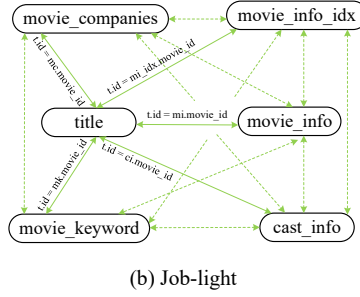 movie_companies
movie_info_idx
t.id = mc.movie_id
t.id = mi_idx.movie_id
title
t.id = mi.movie_id
movie_info
t.id = mk.movie_id
t.id = ci.movie_id
movie_keyword
cast_info
(b) Job-light